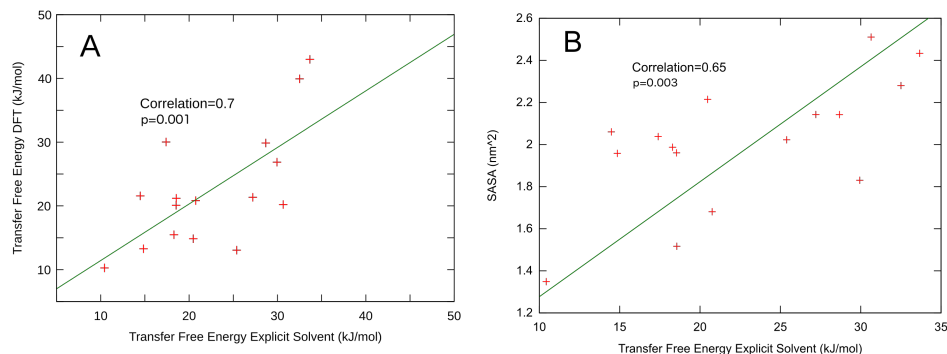 A
Correlation=0.7
p=0.001
Transfer Free Energy DFT (kJ/mol)
50
40
30
20
10
10
20
30
40
50
Transfer Free Energy Explicit Solvent (kJ/mol)
B
Correlation=0.65
p=0.003
SASA (nm^2)
2.6
2.4
2.2
2
1.8
1.6
1.4
1.2
10
15
20
25
30
35
Transfer Free Energy Explicit Solvent (kJ/mol)